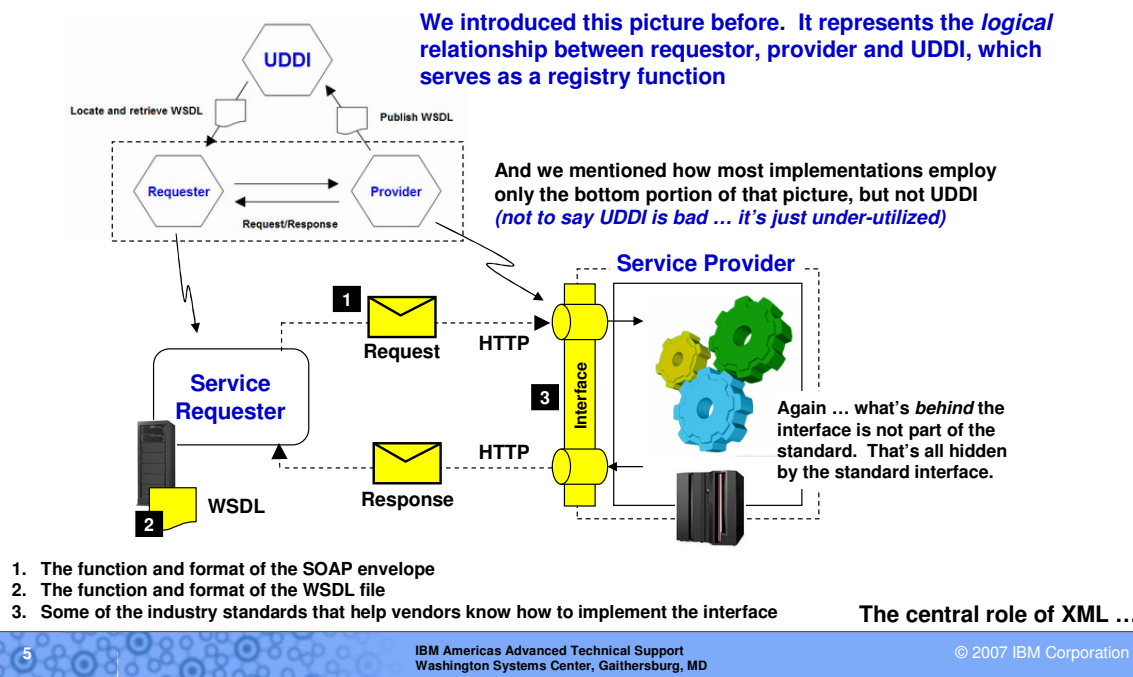 We introduced this picture before. It represents the logical
relationship between requestor, provider and UDDI, which
serves as a registry function
UDDI
Locate and retrieve WSDL
Publish WSDL
Requester
Provider
Request/Response
And we mentioned how most implementations employ
only the bottom portion of that picture, but not UDDI
(not to say UDDI is bad … it's just under-utilized)
Service Provider
1
Request
HTTP
Service
Requester
3
Interface
Again … what's behind the
interface is not part of the
standard. That's all hidden
by the standard interface.
HTTP
Response
WSDL
2
1. The function and format of the SOAP envelope
2. The function and format of the WSDL file
3. Some of the industry standards that help vendors know how to implement the interface
The central role of XML …
5
IBM Americas Advanced Technical Support
Washington Systems Center, Gaithersburg, MD
© 2007 IBM Corporation